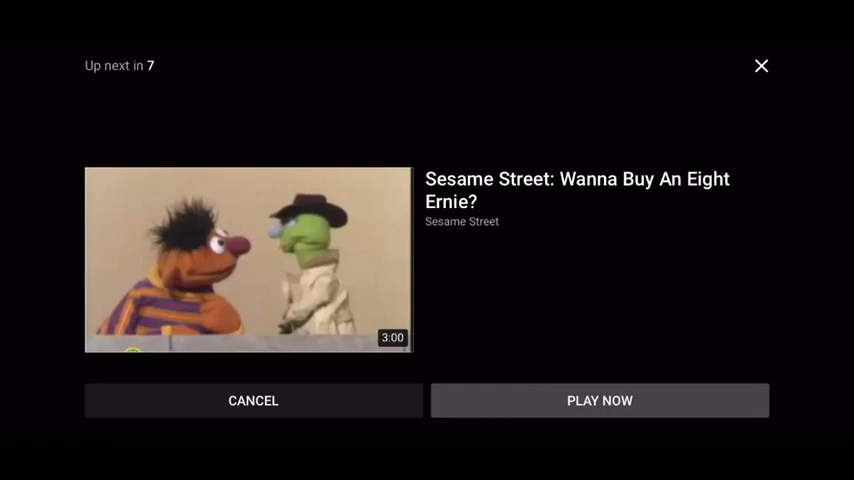 Up next in 7
Sesame Street: Wanna Buy An Eight
Ernie?
Sesame Street
3:00
CANCEL
PLAY NOW